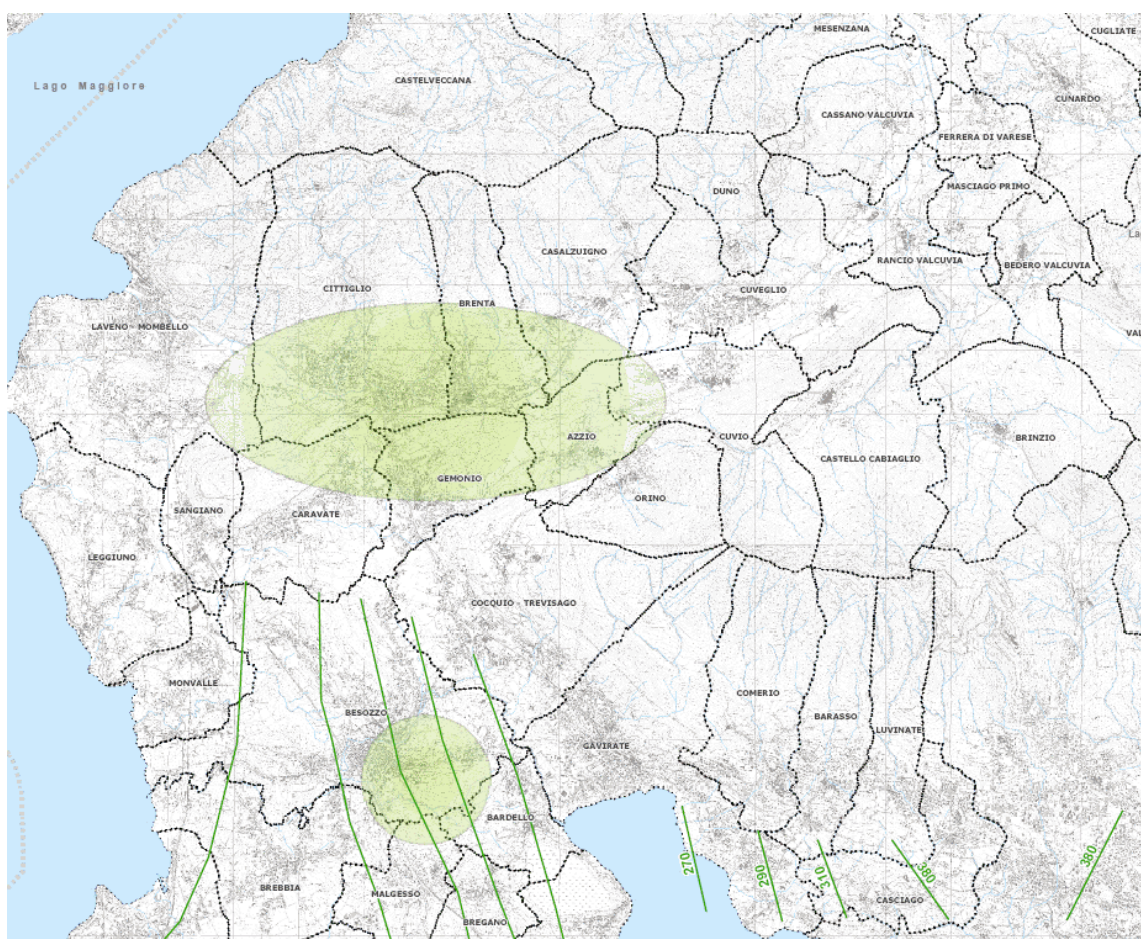 MESENZANA
CUGLIATE -
CASTELVECCANA
Lago Maggiore
CUNARDO
CASSANO VALCUVIA
FERRERA DI VARESE
MASCIAGO PRIMO
DUNO
La
CASALZUIGNO
RANCIO VALCUVIA
BEDERO VALCUVIA
CITTIGLIO
CUVEGLIO
BRENTA
LAVENO - MOMBELLO
VAL
AZZIO
CUVIO
BRINZIO
CASTELLO CABIAGLIO
GEMONIO
ORINO
SANGIANO
CARAVATE
LEGGIUNO
COCQUIO - TREVISAGO
MONVALLE
COMERIO
BESOZZO
BARASSO
LUVINATE
GAVIRATE
BARDELLO
270
290
310
380
380
BREBBIA
MALGESSO
CASCIAGO
BREGANO